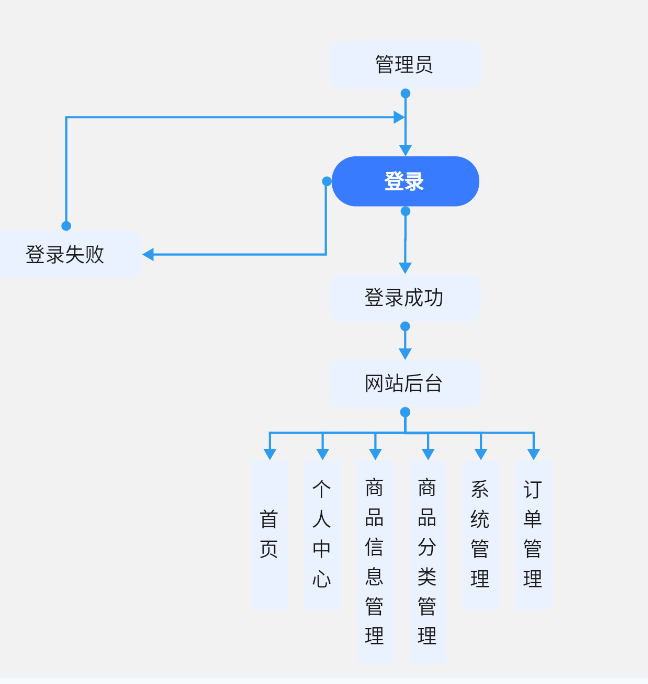 管理员
登录
登录失败
登录成功
网站后台
首页
个人中心
商品信息管理
商品分类管理
系统管理
订单管理